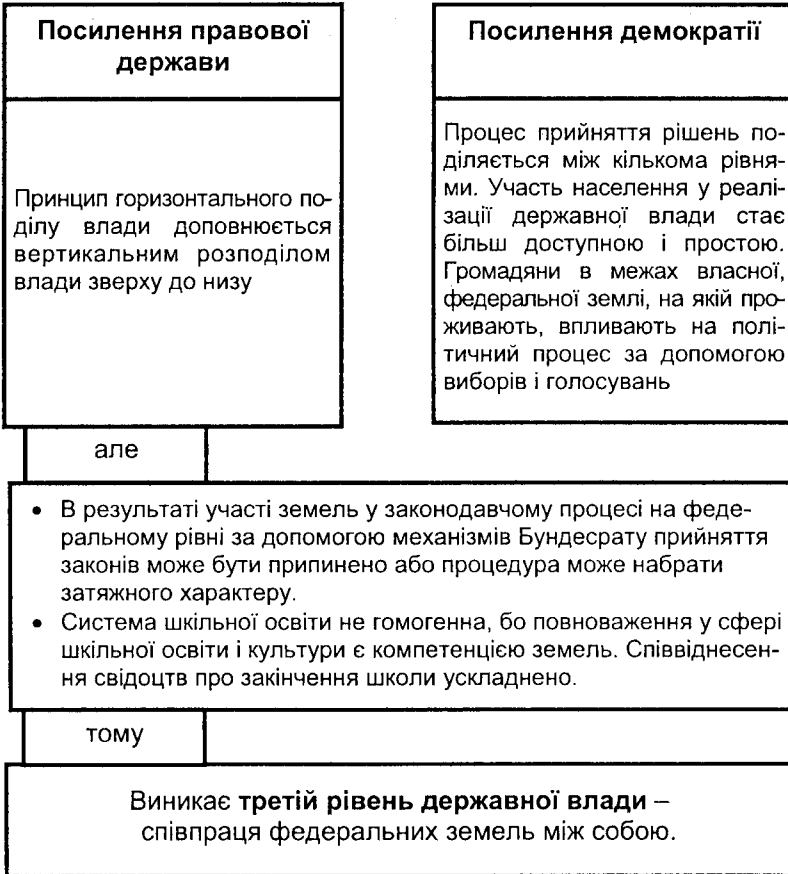 Посилення правової
держави
Принцип горизонтального по-
ділу влади доповнюється
вертикальним розподілом
влади зверху до низу
Посилення демократії
Процес прийняття рішень по-
діляється між кількома рівня-
ми. Участь населення у реалі-
зації державної влади стає
більш доступною і простою.
Громадяни в межах власної,
федеральної землі, на якій про-
живають, впливають на полі-
тичний процес за допомогою
виборів і голосувань
але
• В результаті участі земель у законодавчому процесі на феде-
ральному рівні за допомогою механізмів Бундесрату прийняття
законів може бути припинено або процедура може набрати
затяжного характеру.
• Система шкільної освіти не гомогенна, бо повноваження у сфері
шкільної освіти і культури є компетенцією земель. Співвіднесен-
ня свідоцтв про закінчення школи ускладнено.
тому
Виникає третій рівень державної влади –
співпраця федеральних земель між собою.